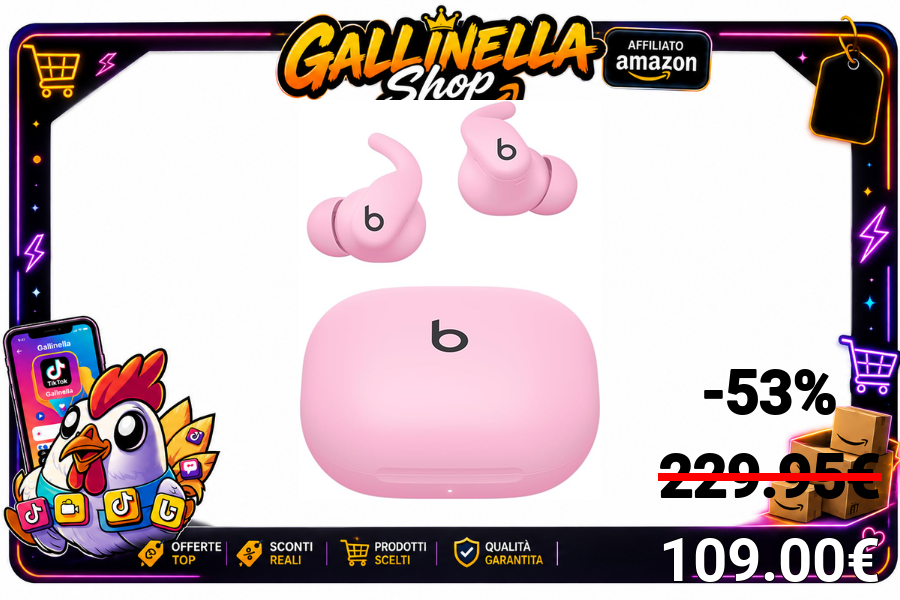 GALLINELLA
Shop
AFFILIATO
amazon
b
b
b
Gallinella
TikTok
Gallinella
-53%
229.95€
109.00€
OFFERTE
TOP
SCONTI
REALI
PRODOTTI
SCELTI
QUALITÀ
GARANTITA